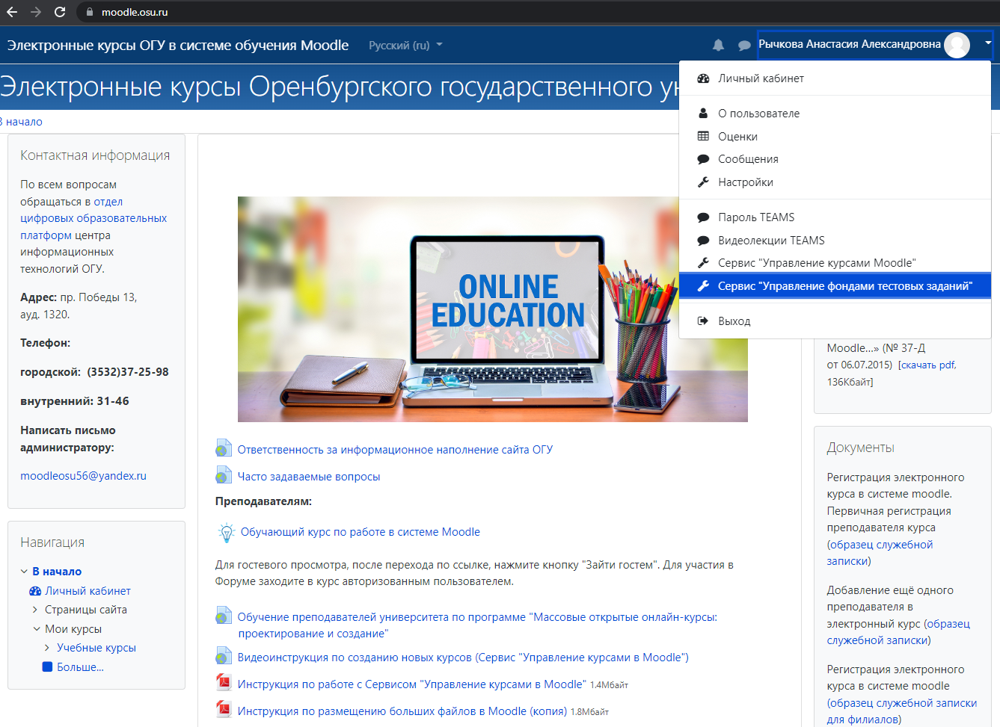 moodle.osu.ru
Электронные курсы ОГУ в системе обучения Moodle
Русский (ru)
Рычкова Анастасия Александровна
Электронные курсы Оренбургского государственного
В начало
Личный кабинет
О пользователе
Оценки
Сообщения
Настройки
Пароль TEAMS
Видеолекции TEAMS
Сервис "Управление курсами Moodle"
Сервис "Управление фондами тестовых заданий"
Выход
Контактная информация
По всем вопросам
обращаться в отдел
цифровых образовательных
платформ центра
информационных
технологий ОГУ.
Адрес: пр. Победы 13,
ауд. 1320.
Телефон:
городской: (3532)37-25-98
внутренний: 31-46
Написать письмо
администратору:
moodleosu56@yandex.ru
Навигация
В начало
Личный кабинет
Страницы сайта
Мои курсы
Учебные курсы
Больше...
ONLINE
EDUCATION
Ответственность за информационное наполнение сайта ОГУ
Часто задаваемые вопросы
Преподавателям:
Обучающий курс по работе в системе Moodle
Для гостевого просмотра, после перехода по ссылке, нажмите кнопку "Зайти гостем". Для участия в
Форуме заходите в курс авторизованным пользователем.
Обучение преподавателей университета по программе "Массовые открытые онлайн-курсы:
проектирование и создание"
Видеоинструкция по созданию новых курсов (Сервис "Управление курсами в Moodle")
Инструкция по работе с Сервисом "Управление курсами в Moodle" 1.4Мбайт
Инструкция по размещению больших файлов в Moodle (копия) 1.8Мбайт
Moodle...» (№ 37-Д
от 06.07.2015) [скачать pdf,
136Кбайт]
Документы
Регистрация электронного
курса в системе moodle.
Первичная регистрация
преподавателя курса
(образец служебной
записки)
Добавление ещё одного
преподавателя в
электронный курс (образец
служебной записки)
Регистрация электронного
курса в системе moodle
(образец служебной записки
для филиалов)